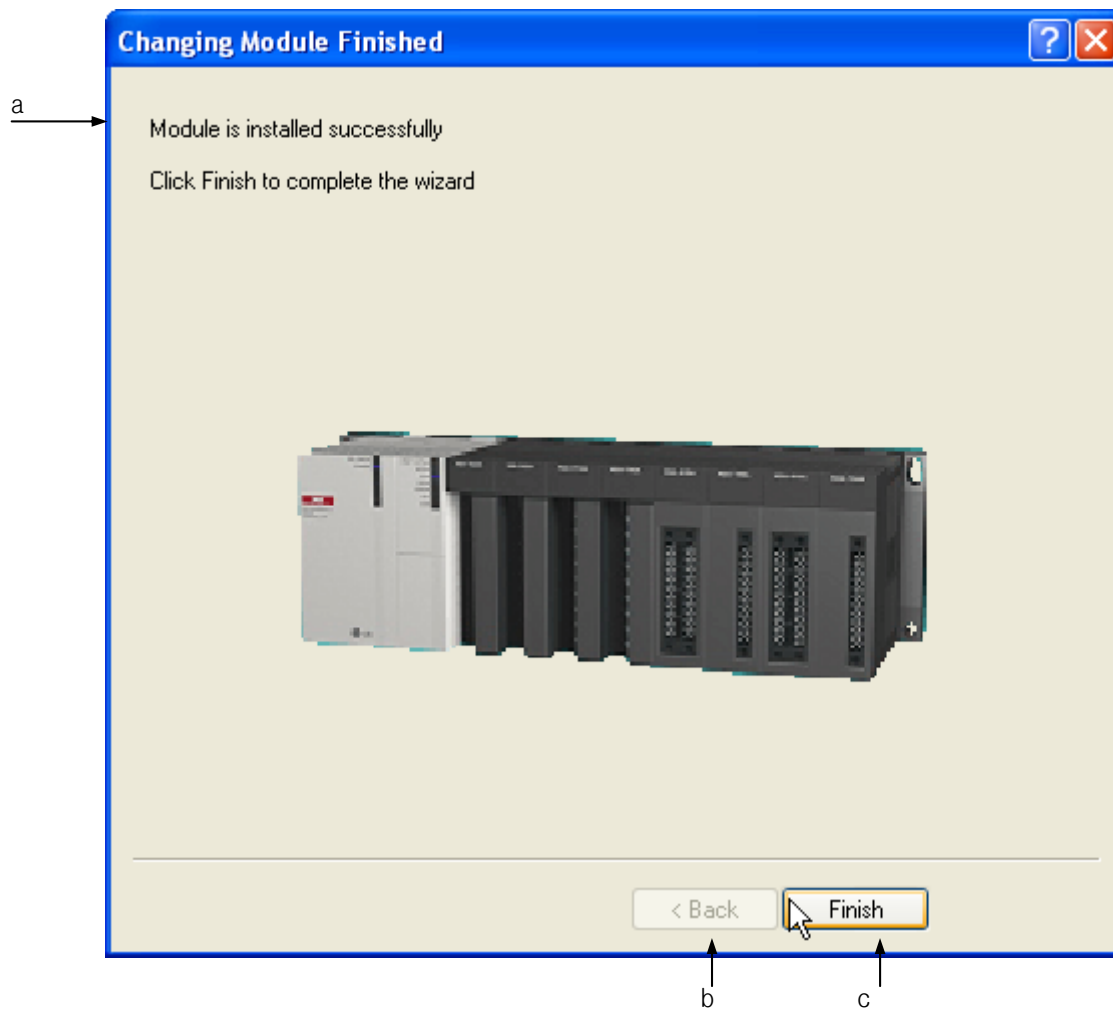 Changing Module Finished
a
Module is installed successfully
Click Finish to complete the wizard
< Back
Finish
b
c